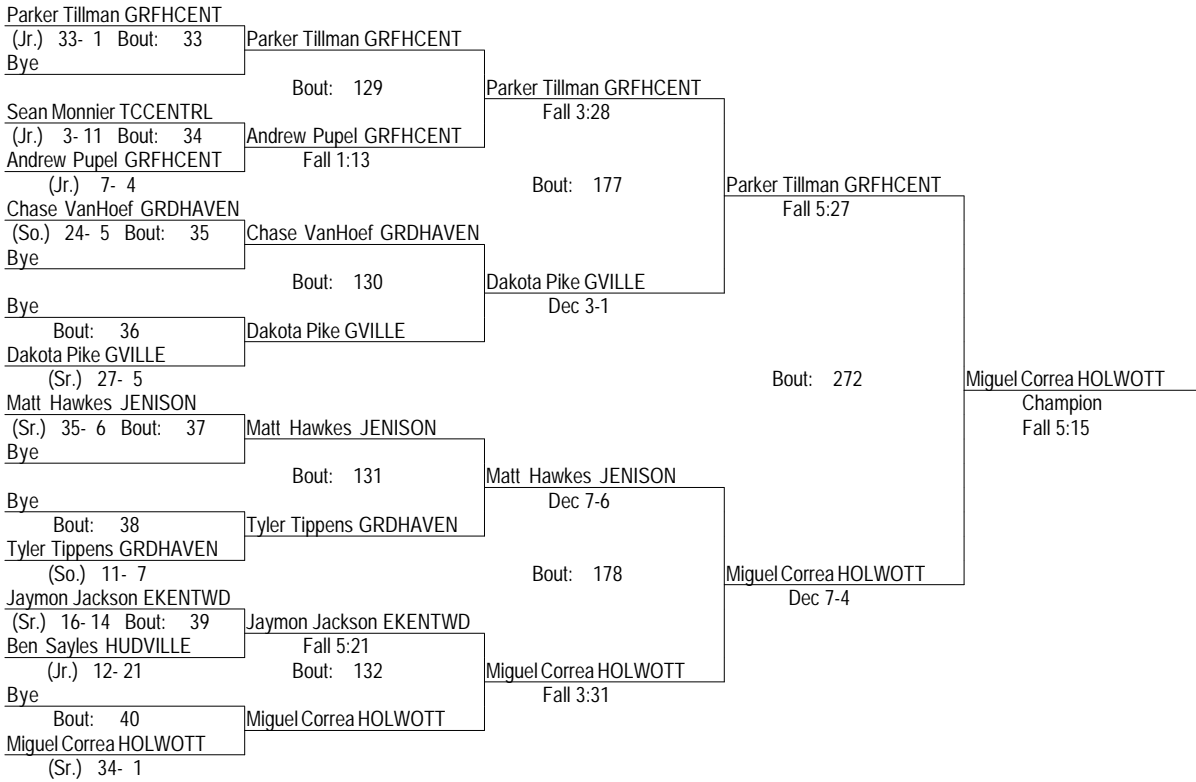 Parker Tillman GRFHCENT
(Jr.) 33- 1 Bout: 33 Parker Tillman GRFHCENT
Bye
Bout: 129 Parker Tillman GRFHCENT
Sean Monnier TCCENTRL Fall 3:28
(Jr.) 3- 11 Bout: 34 Andrew Pupel GRFHCENT
Andrew Pupel GRFHCENT Fall 1:13
(Jr.) 7- 4 Bout: 177 Parker Tillman GRFHCENT
Chase VanHoef GRDHAVEN Fall 5:27
(So.) 24- 5 Bout: 35 Chase VanHoef GRDHAVEN
Bye
Bout: 130 Dakota Pike GVILLE
Bye Dec 3-1
Bout: 36 Dakota Pike GVILLE
Dakota Pike GVILLE
(Sr.) 27- 5 Bout: 272 Miguel Correa HOLWOTT
Matt Hawkes JENISON Champion
(Sr.) 35- 6 Bout: 37 Matt Hawkes JENISON Fall 5:15
Bye
Bout: 131 Matt Hawkes JENISON
Bye Dec 7-6
Bout: 38 Tyler Tippens GRDHAVEN
Tyler Tippens GRDHAVEN
(So.) 11- 7 Bout: 178 Miguel Correa HOLWOTT
Jaymon Jackson EKENTWD Dec 7-4
(Sr.) 16- 14 Bout: 39 Jaymon Jackson EKENTWD
Ben Sayles HUDVILLE Fall 5:21
(Jr.) 12- 21 Bout: 132 Miguel Correa HOLWOTT
Bye Fall 3:31
Bout: 40 Miguel Correa HOLWOTT
Miguel Correa HOLWOTT
(Sr.) 34- 1